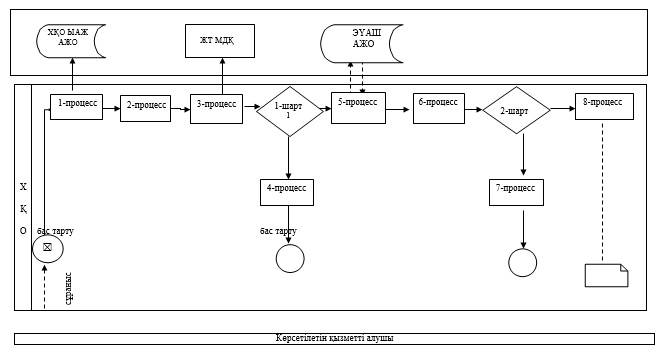 ХҚО ЫАЖ
АЖО
ЖТ МДҚ
ЭҮАШ
АЖО
1-процесс
2-процесс
3-процесс
1-шарт
1
5-процесс
6-процесс
2-шарт
8-процесс
4-процесс
7-процесс
Х
Қ
О
бас тарту
бас тарту
сұраныс
Көрсетілетін қызметті алушы